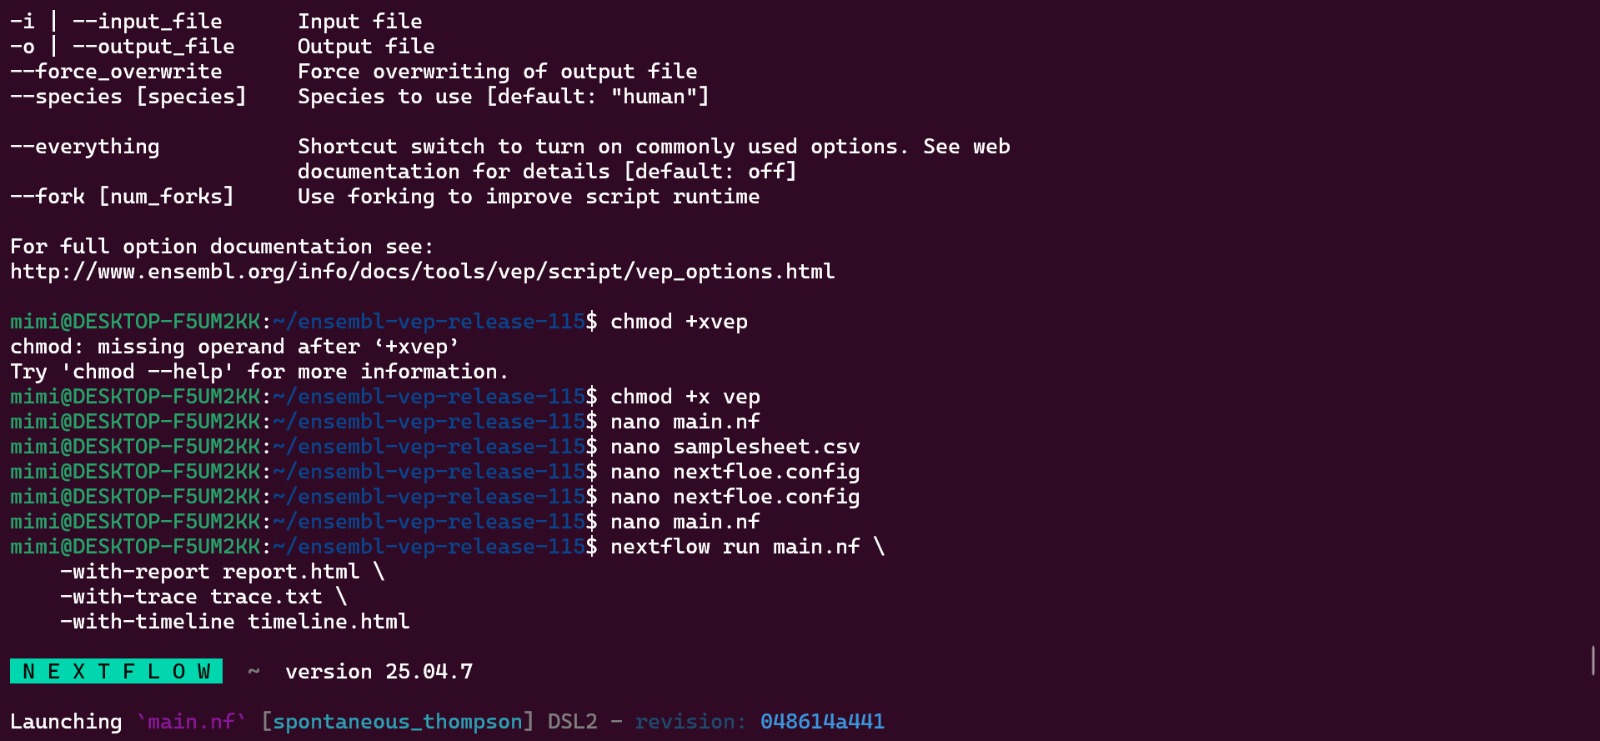 -i | --input_file      Input file
-o | --output_file     Output file
--force_overwrite      Force overwriting of output file
--species [species]    Species to use [default: "human"]
--everything           Shortcut switch to turn on commonly used options. See web
                       documentation for details [default: off]
--fork [num_forks]     Use forking to improve script runtime
For full option documentation see:
http://www.ensembl.org/info/docs/tools/vep/script/vep_options.html
mimi@DESKTOP-F5UM2KK:~/ensembl-vep-release-115$ chmod +xvep
chmod: missing operand after ‘+xvep’
Try 'chmod --help' for more information.
mimi@DESKTOP-F5UM2KK:~/ensembl-vep-release-115$ chmod +x vep
mimi@DESKTOP-F5UM2KK:~/ensembl-vep-release-115$ nano main.nf
mimi@DESKTOP-F5UM2KK:~/ensembl-vep-release-115$ nano samplesheet.csv
mimi@DESKTOP-F5UM2KK:~/ensembl-vep-release-115$ nano nextfloe.config
mimi@DESKTOP-F5UM2KK:~/ensembl-vep-release-115$ nano nextfloe.config
mimi@DESKTOP-F5UM2KK:~/ensembl-vep-release-115$ nano main.nf
mimi@DESKTOP-F5UM2KK:~/ensembl-vep-release-115$ nextflow run main.nf \
    -with-report report.html \
    -with-trace trace.txt \
    -with-timeline timeline.html
N E X T F L O W  ~  version 25.04.7
Launching `main.nf` [spontaneous_thompson] DSL2 - revision: 048614a441